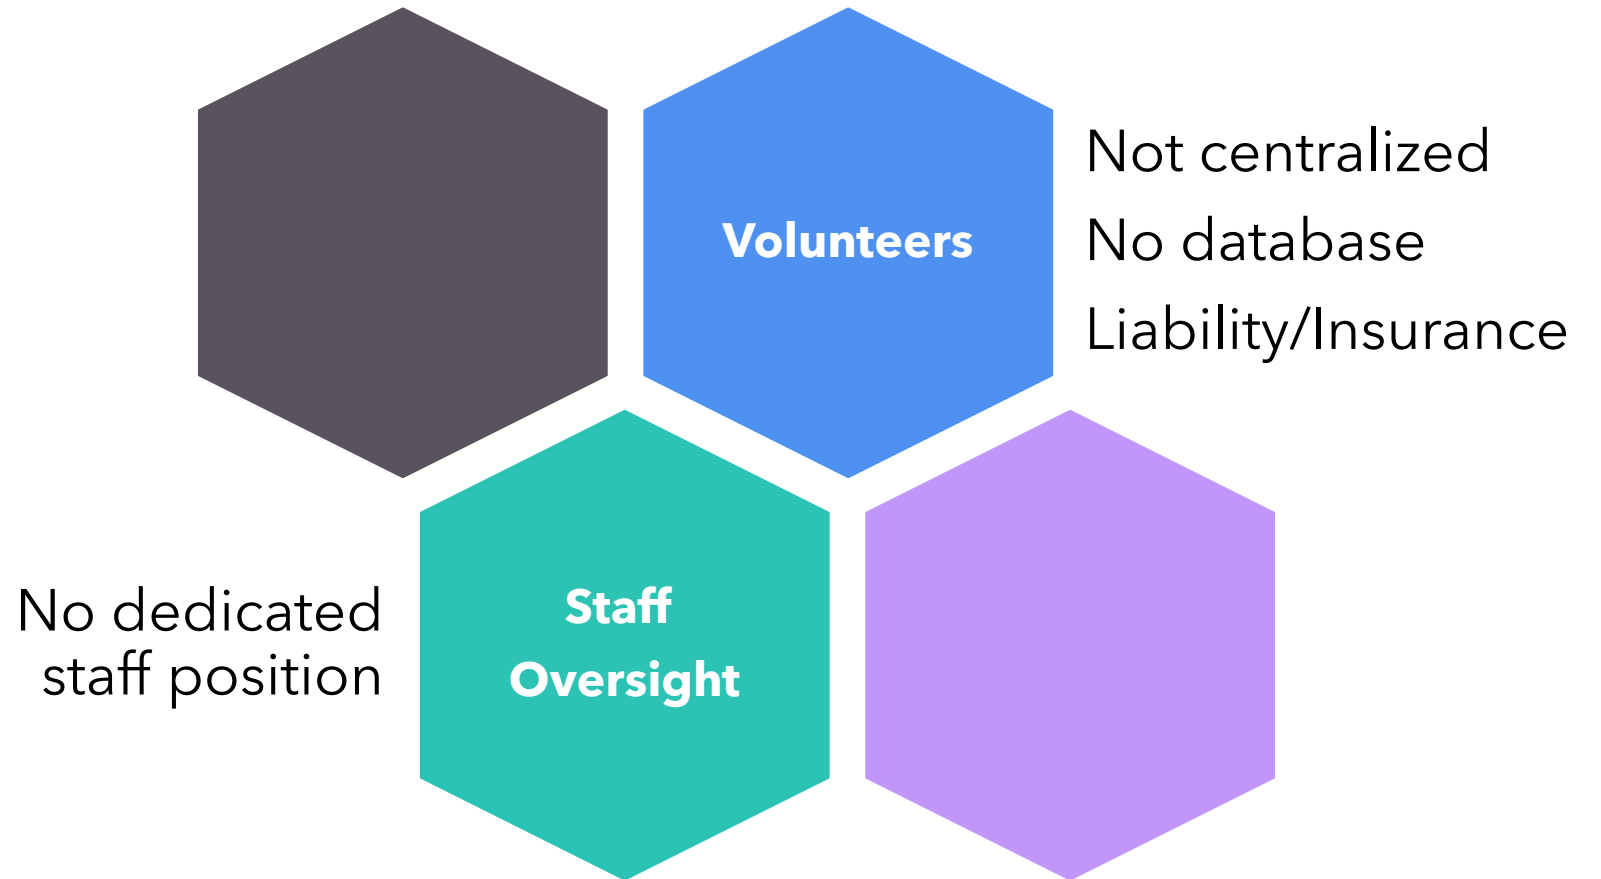 Volunteers
Not centralized
No database
Liability/Insurance
No dedicated
staff position
Staff
Oversight